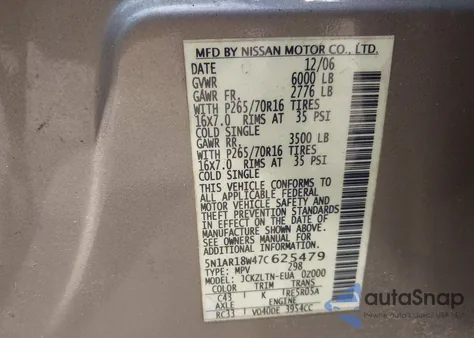 MFD BY NISSAN MOTOR CO., LTD.
DATE 12/06
GVWR 6000 LB
GAWR FR. 2776 LB
WITH P265/70R16 TIRES
16x7.0 RIMS AT 35 PSI
COLD SINGLE
GAWR RR. 3500 LB
WITH P265/70R16 TIRES
16x7.0 RIMS AT 35 PSI
COLD SINGLE
THIS VEHICLE CONFORMS TO
ALL APPLICABLE FEDERAL
MOTOR VEHICLE SAFETY AND
THEFT PREVENTION STANDARDS
IN EFFECT ON THE DATE OF
MFR SHOWN ABOVE.
SEE OWNERS MANUAL FOR
ADDITIONAL INFORMATION.
5N1AR18W47C625479
TYPE: MPV 298
MODEL: JCKZLTN-EUA 02000
COLOR TRIM TRANS
C43 K RE5R05A
AXLE ENGINE
RC33 VQ40DE 3954CC
autoSnap